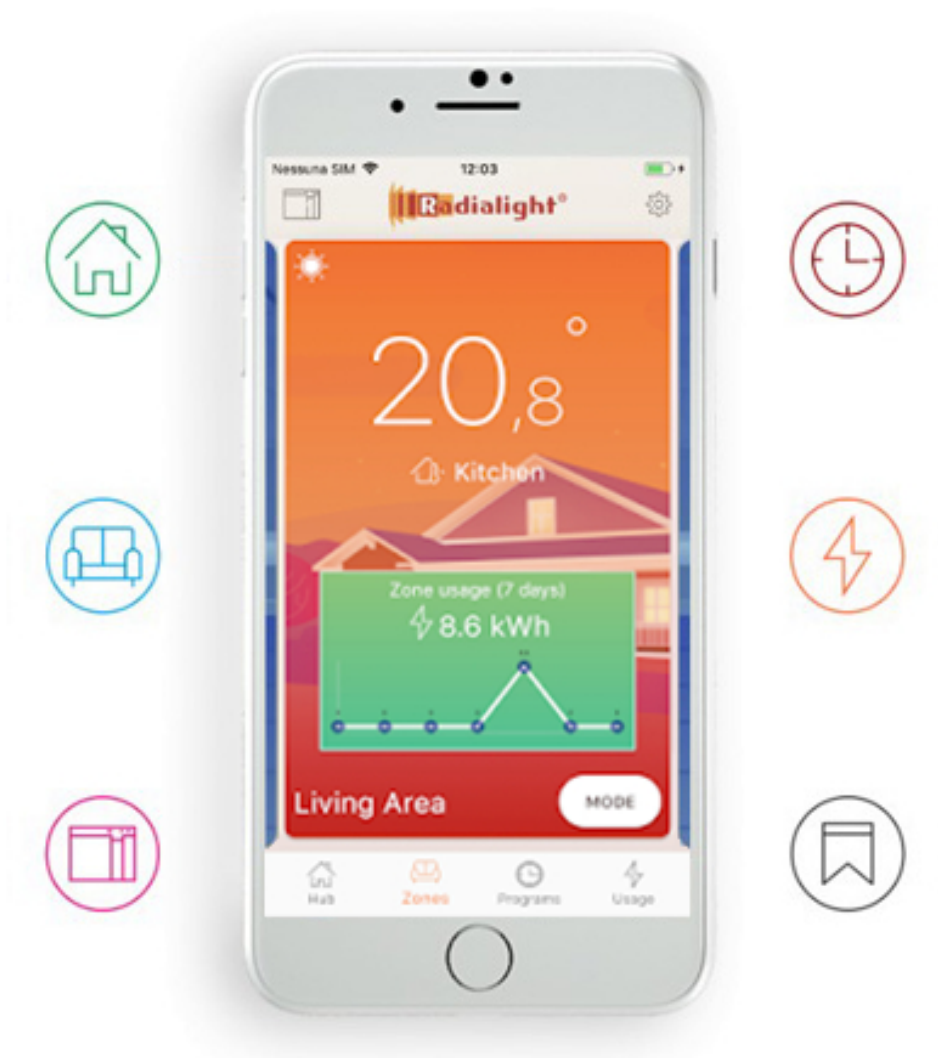 Nessuna SIM
12:03
Radialight®
20,8°
Kitchen
Zone usage (7 days)
8.6 kWh
Living Area
MODE
Hub
Zones
Programs
Usage